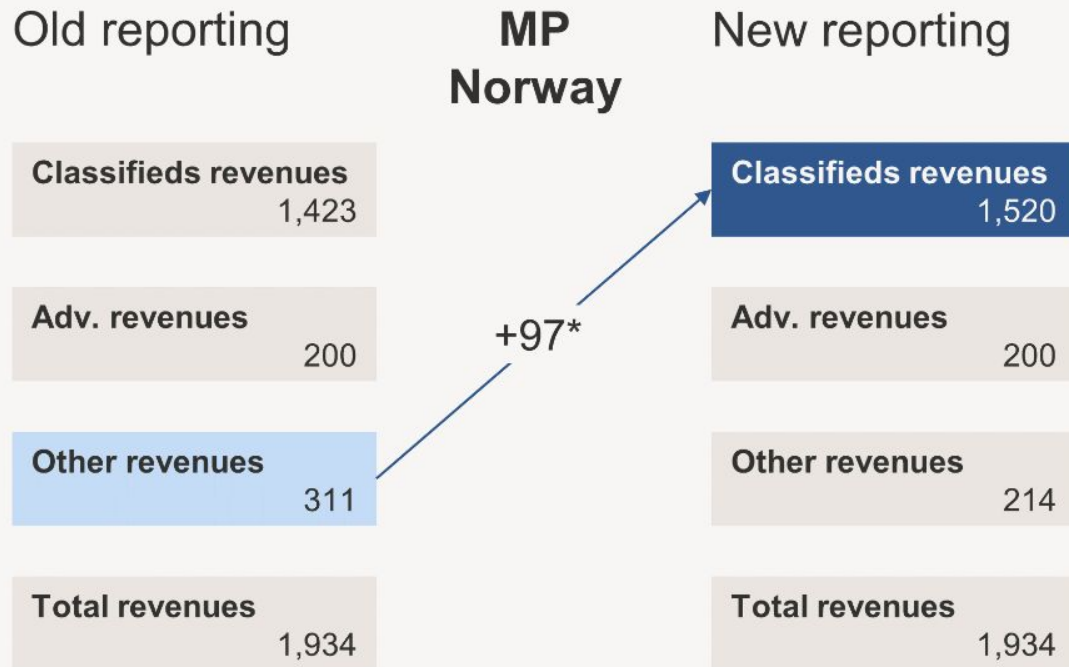 Old reporting
MP
Norway
New reporting
Classifieds revenues
1,423
Classifieds revenues
1,520
Adv. revenues
200
+97*
Adv. revenues
200
Other revenues
311
Other revenues
214
Total revenues
1,934
Total revenues
1,934